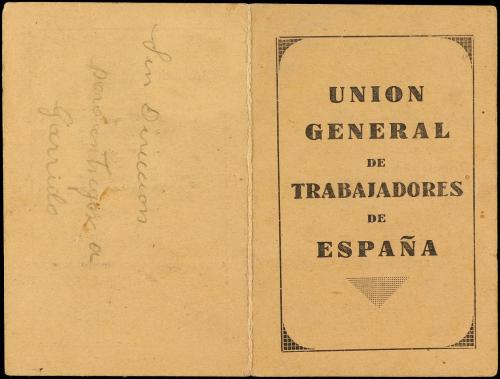 Sin Direccion
a
Garrido
UNION
GENERAL
DE
TRABAJADORES
DE
ESPAÑA